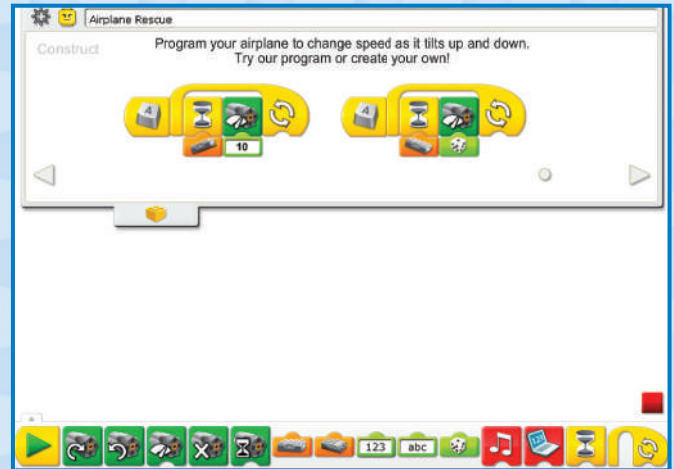 Airplane Rescue
Construct
Program your airplane to change speed as it tilts up and down.
Try our program or create your own!
A
A
10
123
abc
123